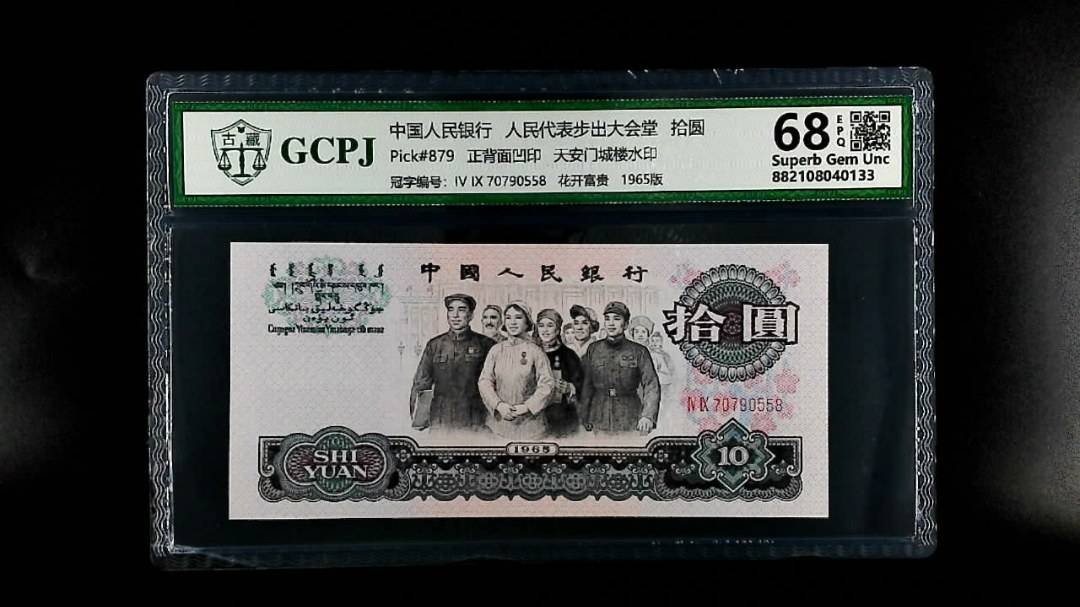 古藏
GCPJ
中国人民银行 人民代表步出大会堂 拾圆
Pick#879 正背面凹印 天安门城楼水印
冠字编号: IV IX 70790558 花开富贵 1965版
68 EPQ
Superb Gem Unc
882108040133
中國人民銀行
拾圓
IV IX 70790558
1965
SHI
YUAN
10